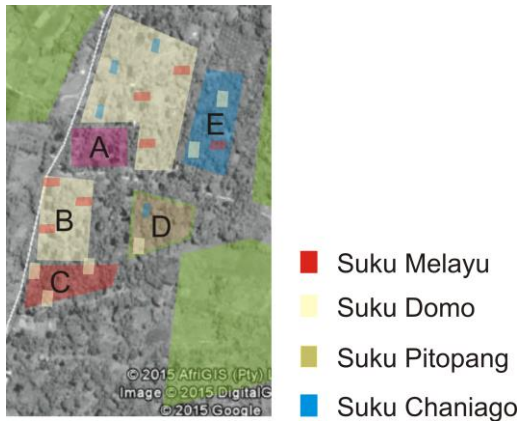 A
E
B
D
C
Suku Melayu
Suku Domo
Suku Pitopang
Suku Chaniago
© 2015 AfriGIS (Pty) L
Image © 2015 DigitalG
© 2015 Google